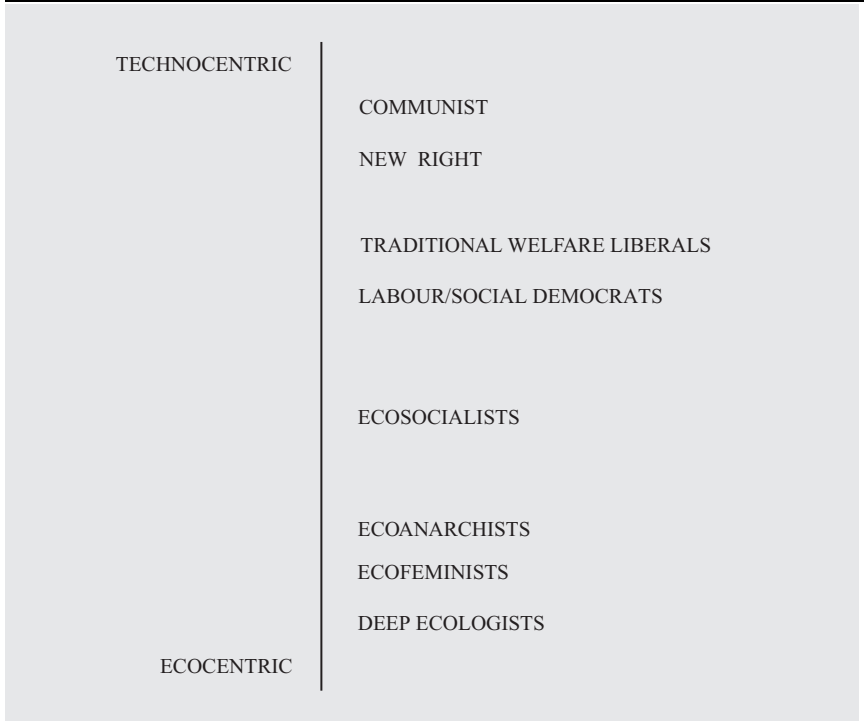 TECHNOCENTRIC
COMMUNIST
NEW RIGHT
TRADITIONAL WELFARE LIBERALS
LABOUR/SOCIAL DEMOCRATS
ECOSOCIALISTS
ECOANARCHISTS
ECOFEMINISTS
DEEP ECOLOGISTS
ECOCENTRIC